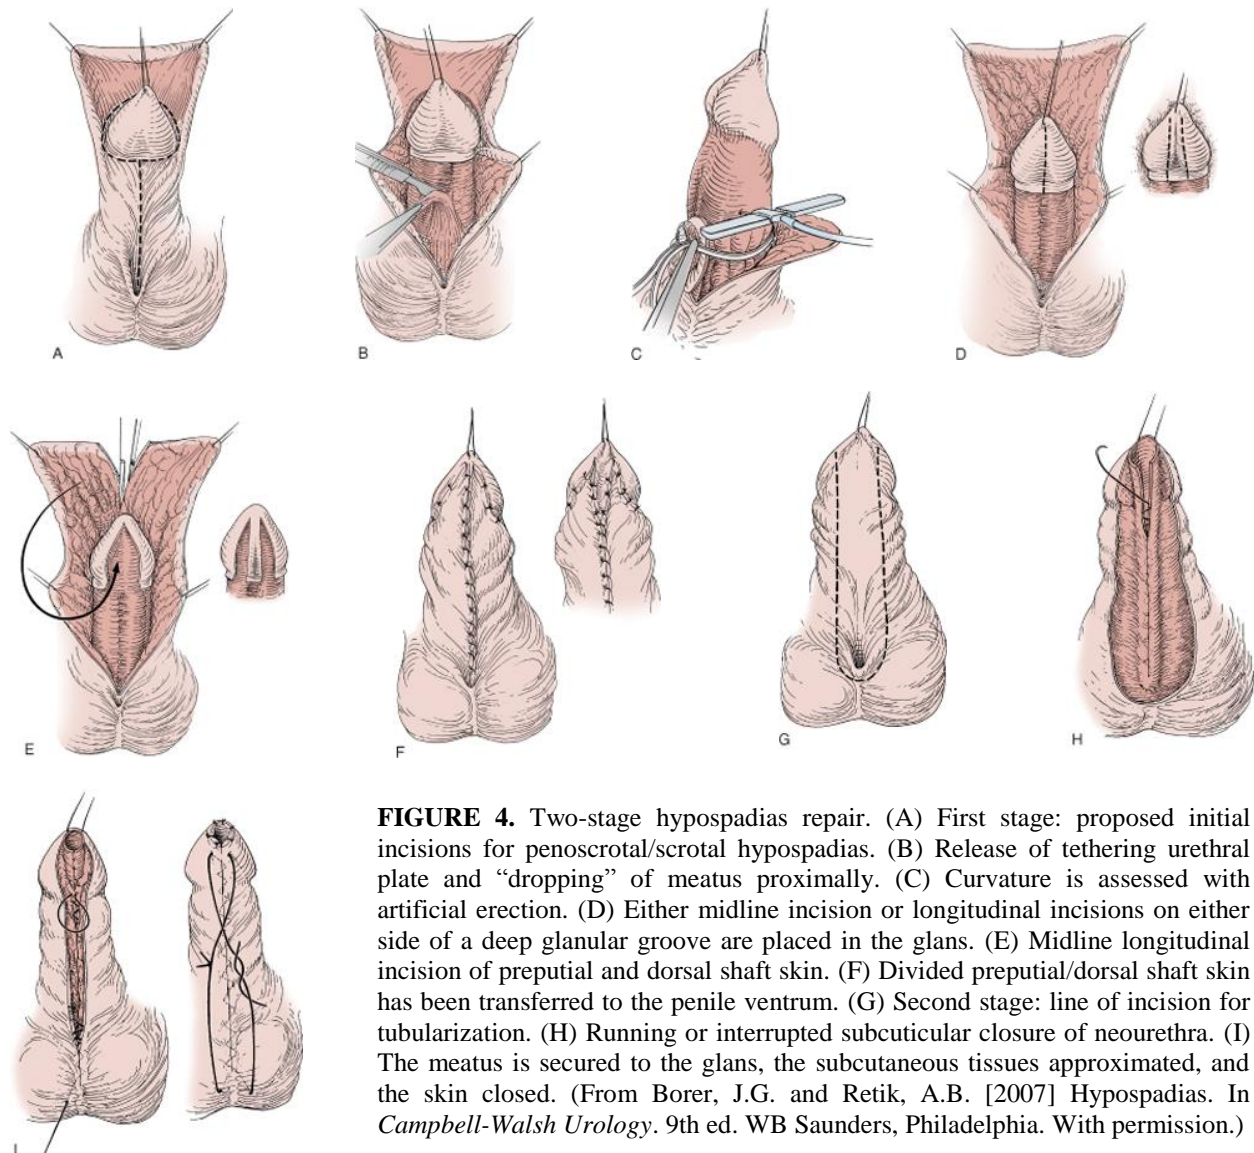 A
B
C
D
E
F
G
H
I
FIGURE 4. Two-stage hypospadias repair. (A) First stage: proposed initial
incisions for penoscrotal/scrotal hypospadias. (B) Release of tethering urethral
plate and “dropping” of meatus proximally. (C) Curvature is assessed with
artificial erection. (D) Either midline incision or longitudinal incisions on either
side of a deep glanular groove are placed in the glans. (E) Midline longitudinal
incision of preputial and dorsal shaft skin. (F) Divided preputial/dorsal shaft skin
has been transferred to the penile ventrum. (G) Second stage: line of incision for
tubularization. (H) Running or interrupted subcuticular closure of neourethra. (I)
The meatus is secured to the glans, the subcutaneous tissues approximated, and
the skin closed. (From Borer, J.G. and Retik, A.B. [2007] Hypospadias. In
Campbell-Walsh Urology. 9th ed. WB Saunders, Philadelphia. With permission.)